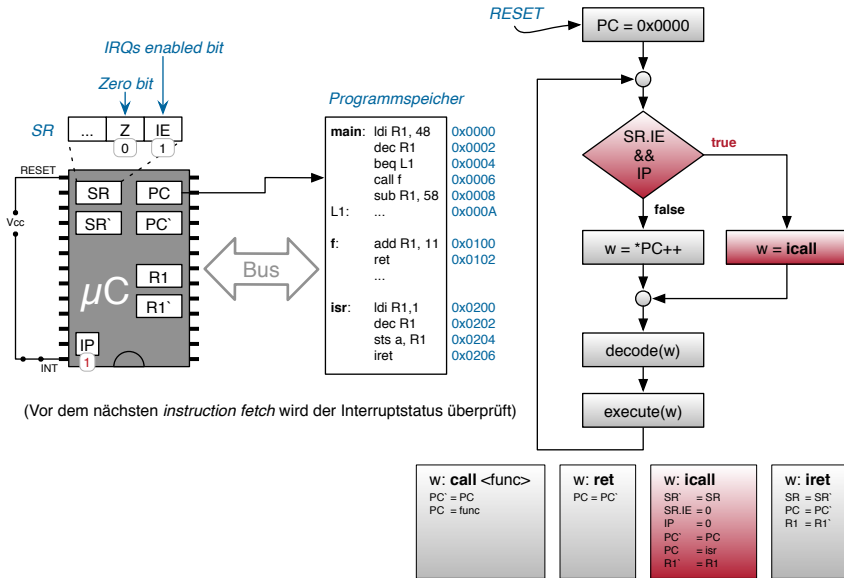 IRQs enabled bit
Zero bit
SR
... Z IE
0 1
RESET
Vcc
INT
SR PC
SR` PC`
R1
R1`
µC
IP
1
Bus
Programmspeicher
main: ldi R1, 48 0x0000
dec R1 0x0002
beq L1 0x0004
call f 0x0006
sub R1, 58 0x0008
L1: ... 0x000A
f: add R1, 11 0x0100
ret 0x0102
...
isr: ldi R1,1 0x0200
dec R1 0x0202
sts a, R1 0x0204
iret 0x0206
(Vor dem nächsten instruction fetch wird der Interruptstatus überprüft)
RESET
PC = 0x0000
SR.IE
&&
IP
true
false
w = *PC++
w = icall
decode(w)
execute(w)
w: call <func>
PC` = PC
PC = func
w: ret
PC = PC`
w: icall
SR` = SR
SR.IE = 0
IP = 0
PC` = PC
PC = isr
R1` = R1
w: iret
SR = SR`
PC = PC`
R1 = R1`